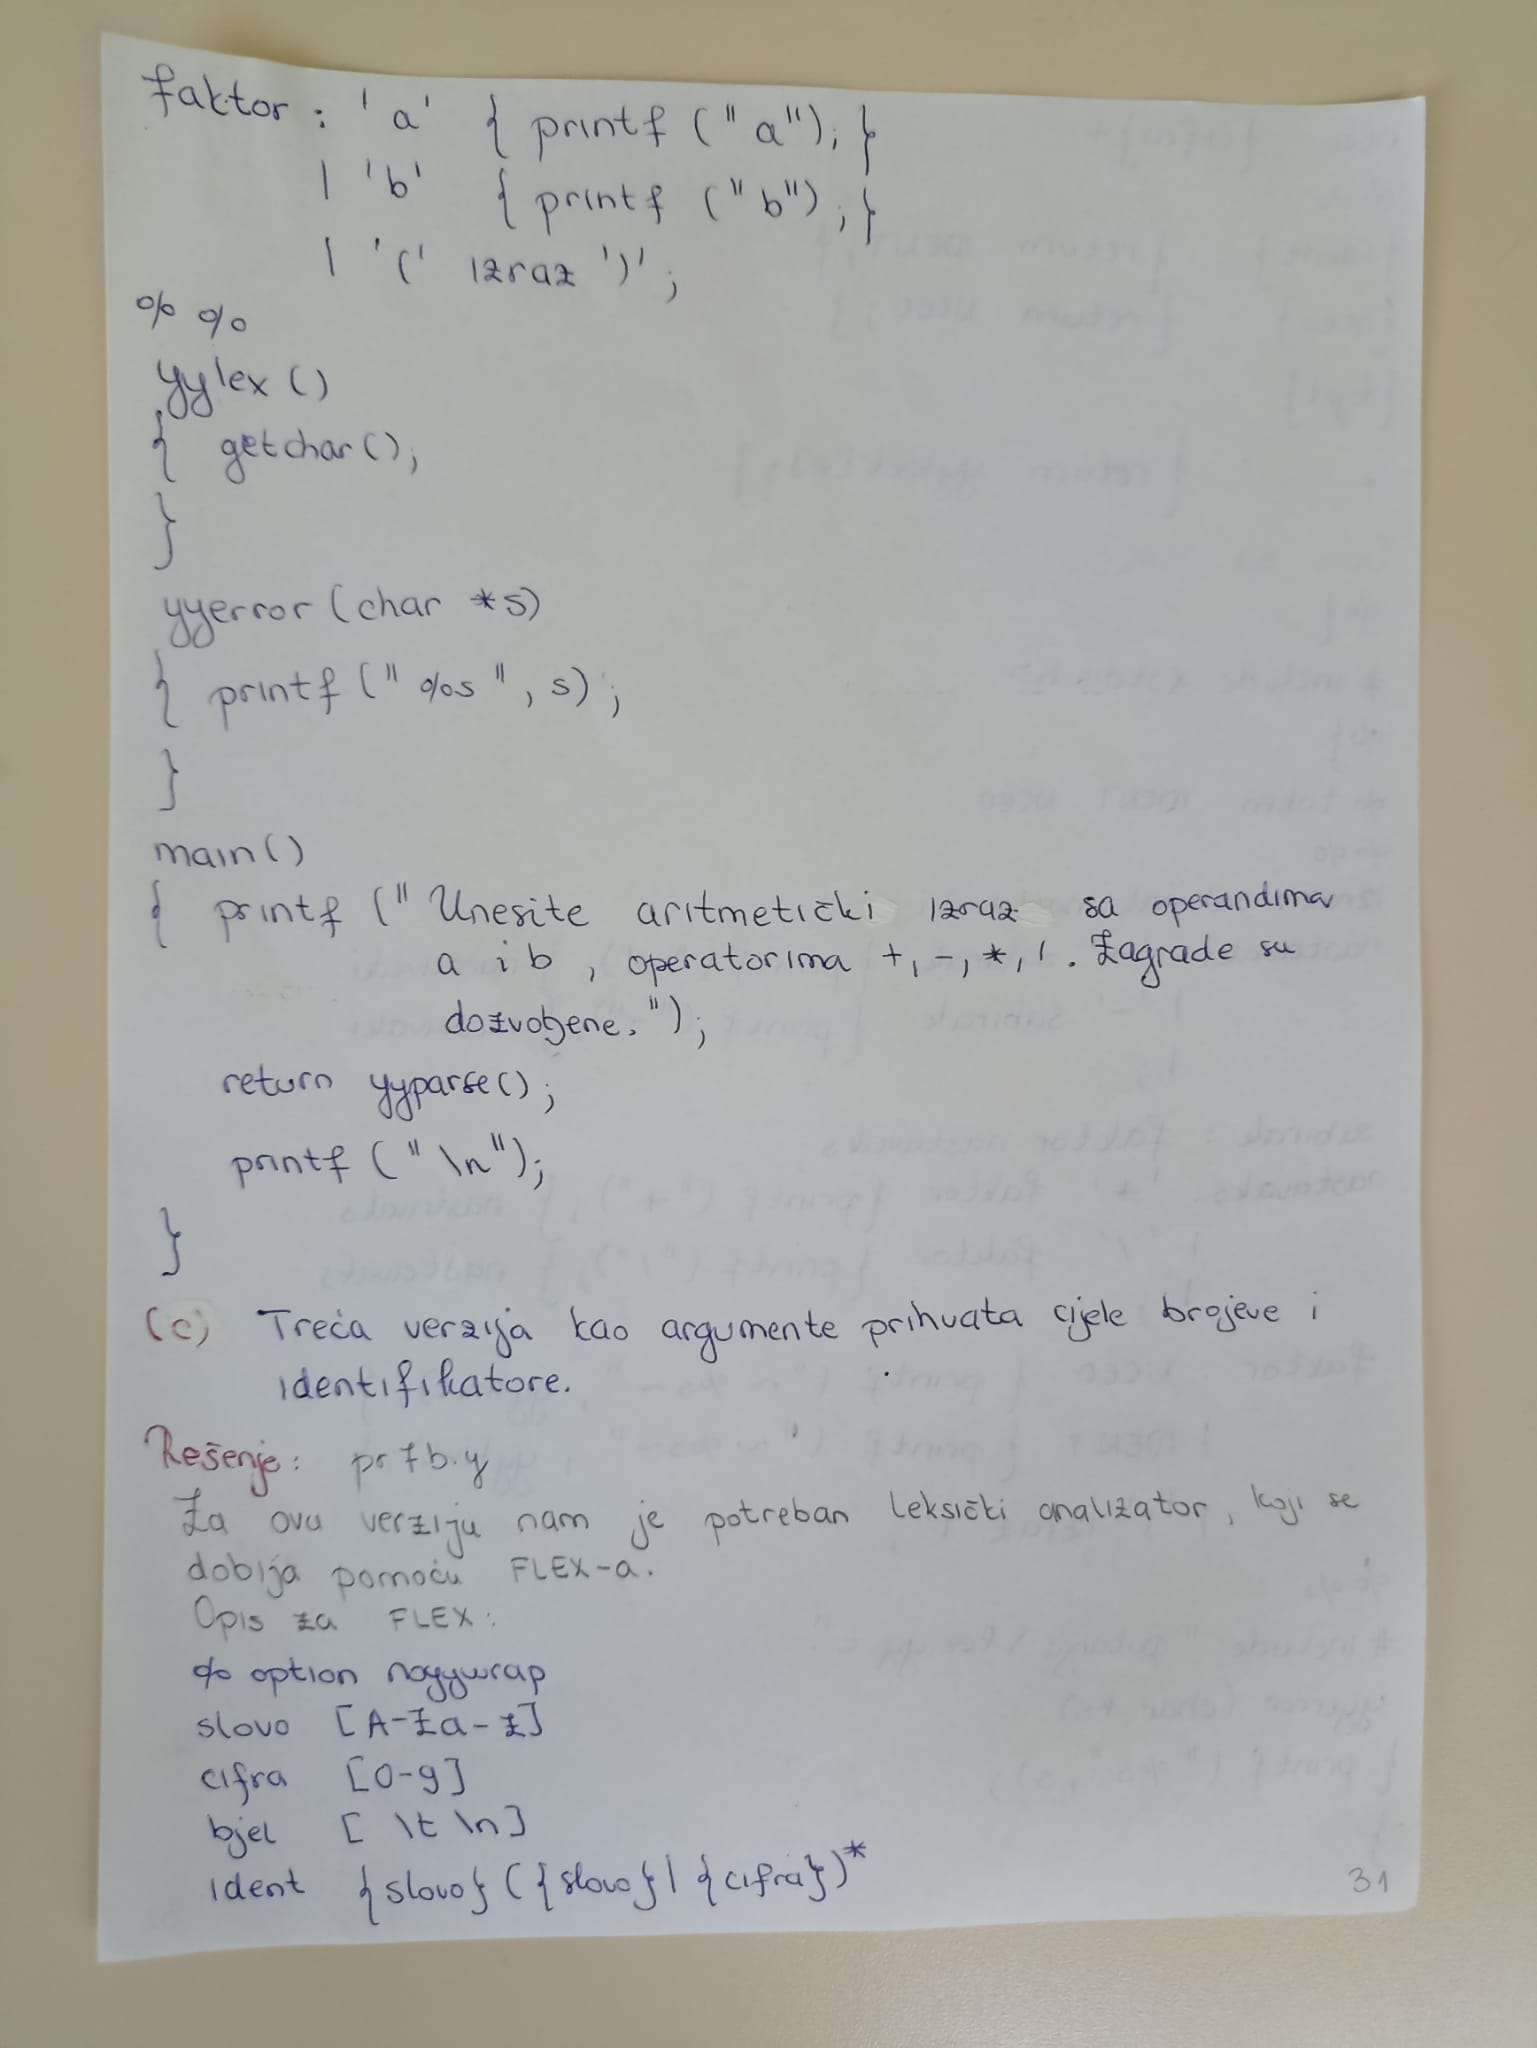 faktor : 'a' { printf ("a"); }
| 'b' { printf ("b"); }
| '(' izraz ')' ;
% %
yylex ()
{ getchar();
}
yyerror (char *s)
{ printf (" %s ", s) ;
}
main()
{ printf (" Unesite aritmetički izraz sa operandima
a i b , operatorima +, -, *, / . Zagrade su
dozvoljene. ");
return yyparse();
printf (" \n");
}
(c) Treća verzija kao argumente prihvata cijele brojeve i
identifikatore.
Rešenje: pr7b.y
Za ovu verziju nam je potreban leksički analizator, koji se
dobija pomoću FLEX-a.
Opis za FLEX:
% option noyywrap
slovo [A-Za-z]
cifra [0-9]
bjel [ \t \n]
ident {slovo} ({slovo} | {cifra})*
31